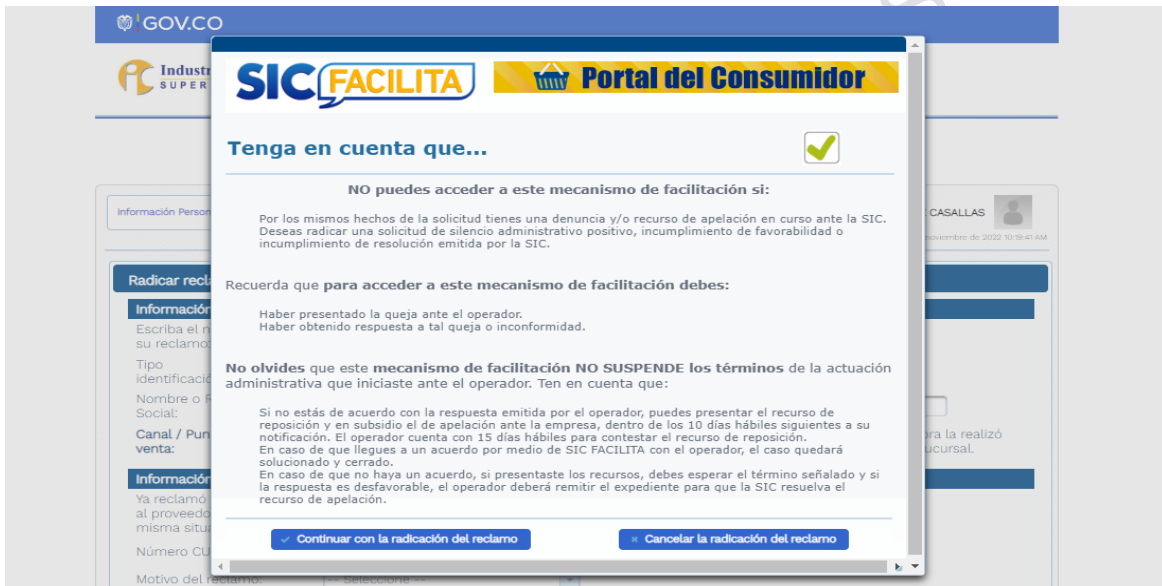 GOV.CO
Industr
SUPER
SIC FACILITA Portal del Consumidor
Tenga en cuenta que...
NO puedes acceder a este mecanismo de facilitación si:
Información Person
CASALLAS
Por los mismos hechos de la solicitud tienes una denuncia y/o recurso de apelación en curso ante la SIC.
Deseas radicar una solicitud de silencio administrativo positivo, incumplimiento de favorabilidad o
incumplimiento de resolución emitida por la SIC.
noviembre de 2022 10:19:41 AM
Radicar recla
Recuerda que para acceder a este mecanismo de facilitación debes:
Información
Haber presentado la queja ante el operador.
Haber obtenido respuesta a tal queja o inconformidad.
Escriba el n
su reclamo:
Tipo
identificació
No olvides que este mecanismo de facilitación NO SUSPENDE los términos de la actuación
administrativa que iniciaste ante el operador. Ten en cuenta que:
Nombre o R
Social:
Si no estás de acuerdo con la respuesta emitida por el operador, puedes presentar el recurso de
reposición y en subsidio el de apelación ante la empresa, dentro de los 10 días hábiles siguientes a su
notificación. El operador cuenta con 15 días hábiles para contestar el recurso de reposición.
En caso de que llegues a un acuerdo por medio de SIC FACILITA con el operador, el caso quedará
solucionado y cerrado.
En caso de que no haya un acuerdo, si presentaste los recursos, debes esperar el término señalado y si
la respuesta es desfavorable, el operador deberá remitir el expediente para que la SIC resuelva el
recurso de apelación.
Canal / Pun
venta:
ora la realizó
ucursal.
Información
Ya reclamó
al proveedo
misma situa
Continuar con la radicación del reclamo
Cancelar la radicación del reclamo
Número CU
Motivo del reclamo:
-- Seleccione --